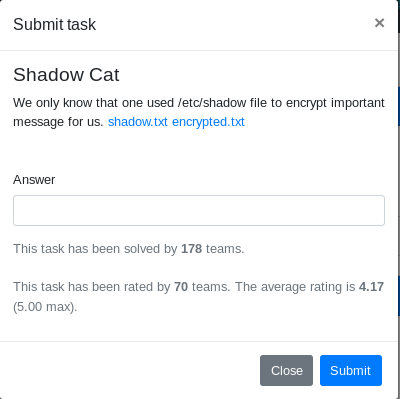 Submit task ×
Shadow Cat
We only know that one used /etc/shadow file to encrypt important
message for us. shadow.txt encrypted.txt
Answer
This task has been solved by 178 teams.
This task has been rated by 70 teams. The average rating is 4.17
(5.00 max).
Close Submit